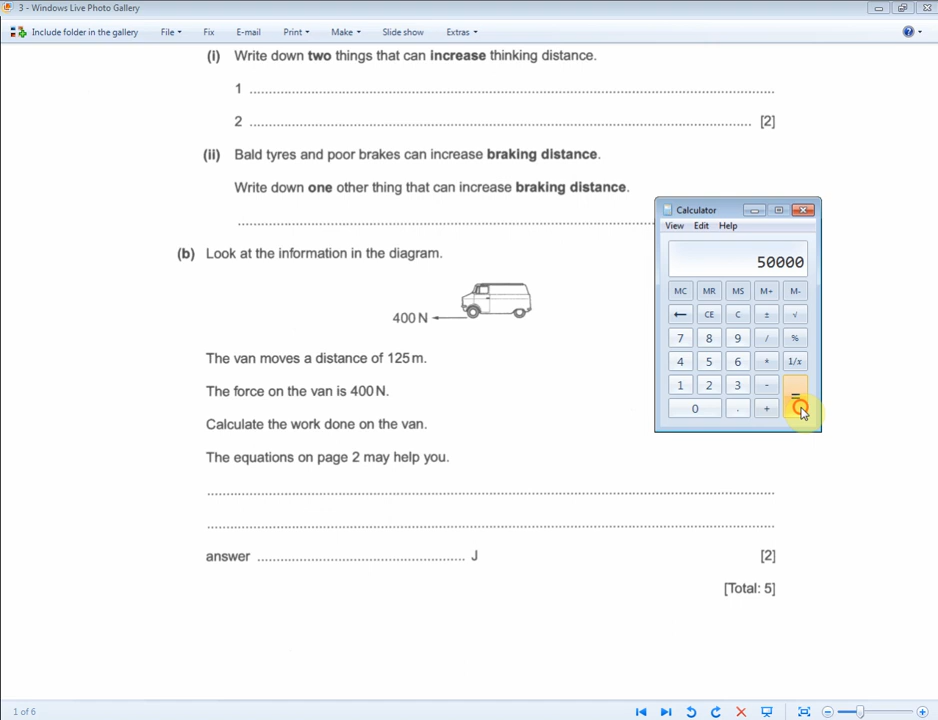 3 - Windows Live Photo Gallery
Include folder in the gallery File Fix E-mail Print Make Slide show Extras
(i) Write down two things that can increase thinking distance.
1 ........
2 ........ [2]
(ii) Bald tyres and poor brakes can increase braking distance.
Write down one other thing that can increase braking distance.
(b) Look at the information in the diagram.
400 N
The van moves a distance of 125 m.
The force on the van is 400 N.
Calculate the work done on the van.
The equations on page 2 may help you.
answer ........ J [2]
[Total: 5]
Calculator
View Edit Help
50000
MC MR MS M+ M-
← CE C ± √
7 8 9 / %
4 5 6 * 1/x
1 2 3 - =
0 . +
1 of 6